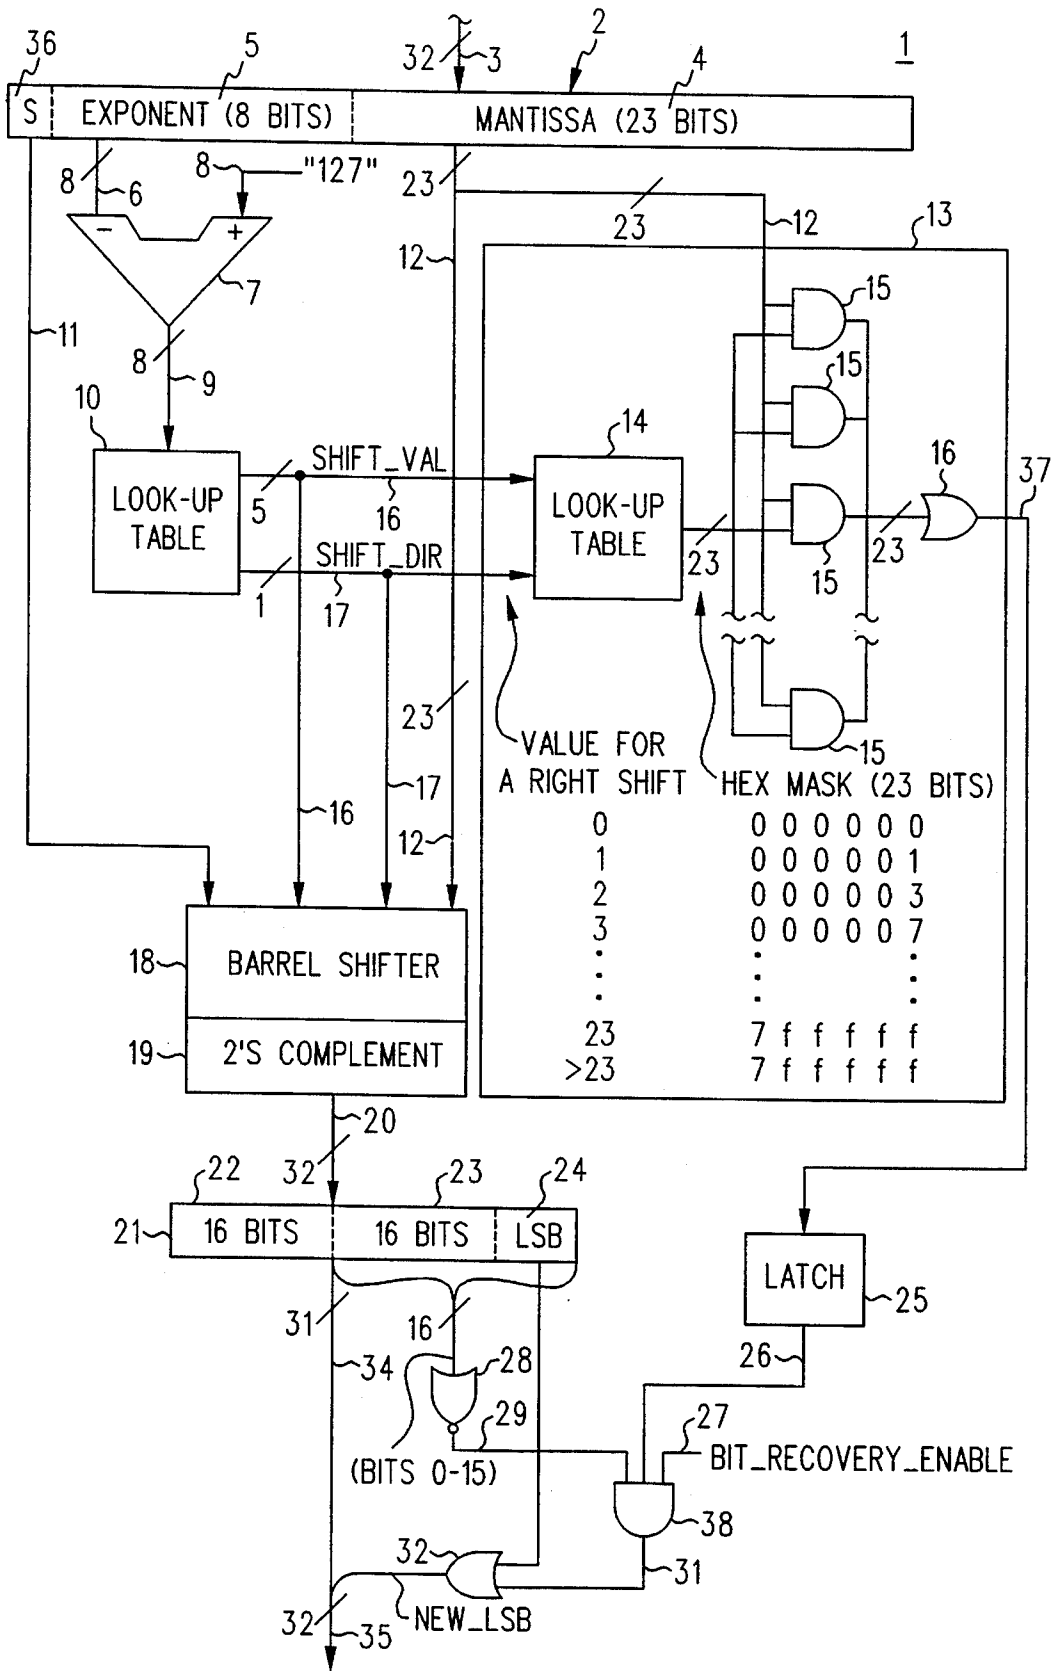 36
5
32
3
2
4
1
S
EXPONENT (8 BITS)
MANTISSA (23 BITS)
8
6
8
"127"
23
23
12
13
−
+
7
12
11
8
9
15
15
10
14
16
37
LOOK-UP
TABLE
5
SHIFT_VAL
16
LOOK-UP
TABLE
23
15
23
1
SHIFT_DIR
17
23
15
VALUE FOR
A RIGHT SHIFT
HEX MASK (23 BITS)
17
16
12
0 0 0 0 0 0 0
1 0 0 0 0 0 1
2 0 0 0 0 0 3
3 0 0 0 0 0 7
23 7 f f f f f
>23 7 f f f f f
18
BARREL SHIFTER
19
2'S COMPLEMENT
20
32
22
23
24
21
16 BITS
16 BITS
LSB
LATCH
25
31
16
34
28
26
29
27
(BITS 0-15)
BIT_RECOVERY_ENABLE
38
32
31
32
NEW_LSB
35